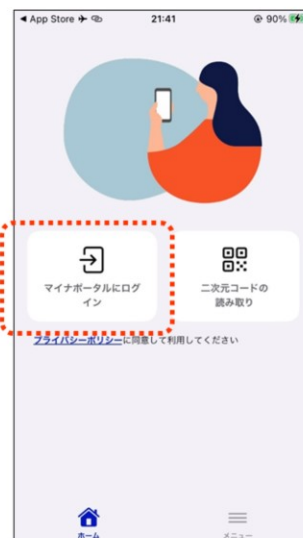 ◀ App Store
21:41
90%
マイナポータルにログ
イン
二次元コードの
読み取り
プライバシーポリシーに同意して利用してください
ホーム
メニュー